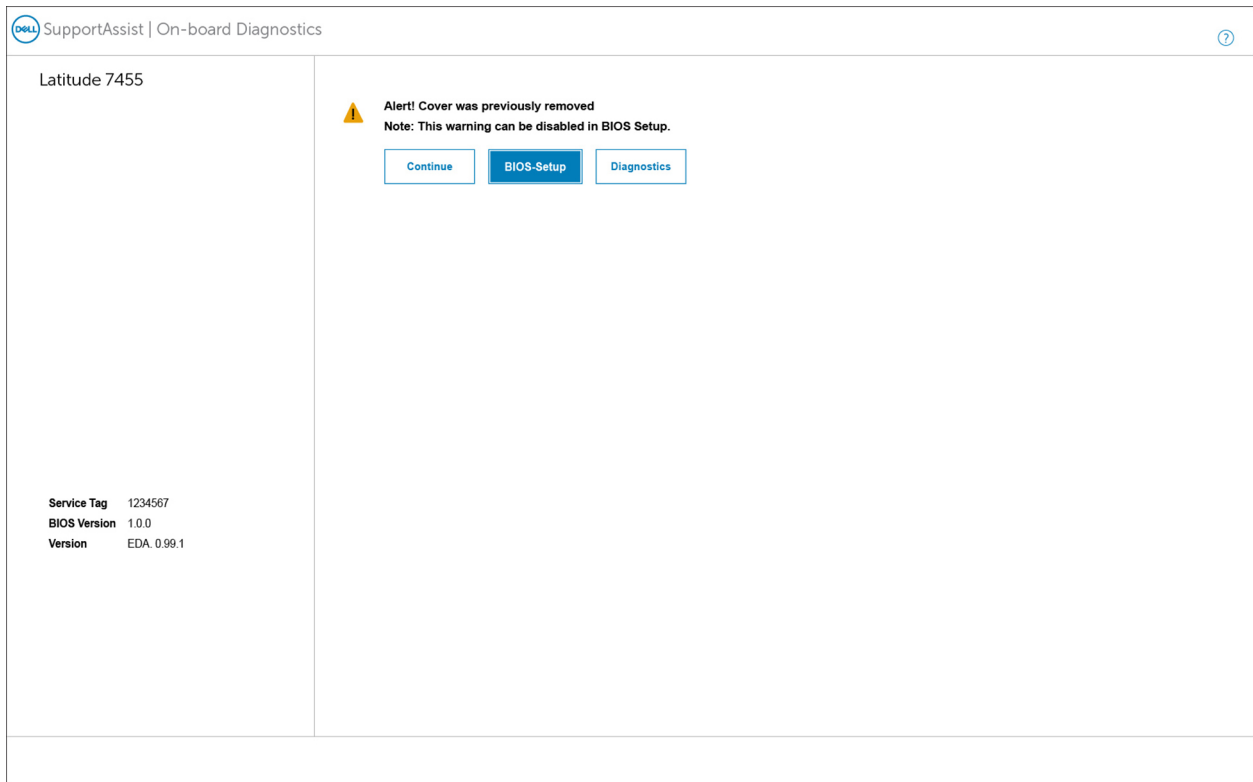 DELL SupportAssist | On-board Diagnostics
?
Latitude 7455
Alert! Cover was previously removed
Note: This warning can be disabled in BIOS Setup.
Continue BIOS-Setup Diagnostics
Service Tag 1234567
BIOS Version 1.0.0
Version EDA. 0.99.1